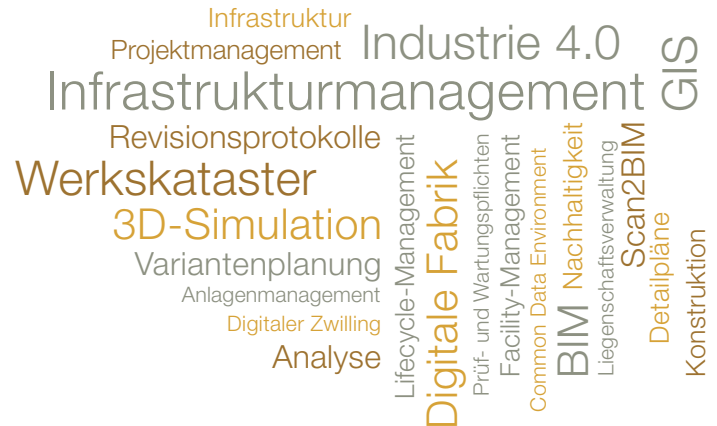 Infrastruktur
Projektmanagement
Industrie 4.0
GIS
Infrastrukturmanagement
Revisionsprotokolle
Werkskataster
3D-Simulation
Variantenplanung
Anlagenmanagement
Digitaler Zwilling
Analyse
Lifecycle-Management
Digitale Fabrik
Prüf- und Wartungspflichten
Facility-Management
Common Data Environment
Nachhaltigkeit
BIM
Liegenschaftsverwaltung
Scan2BIM
Detailpläne
Konstruktion